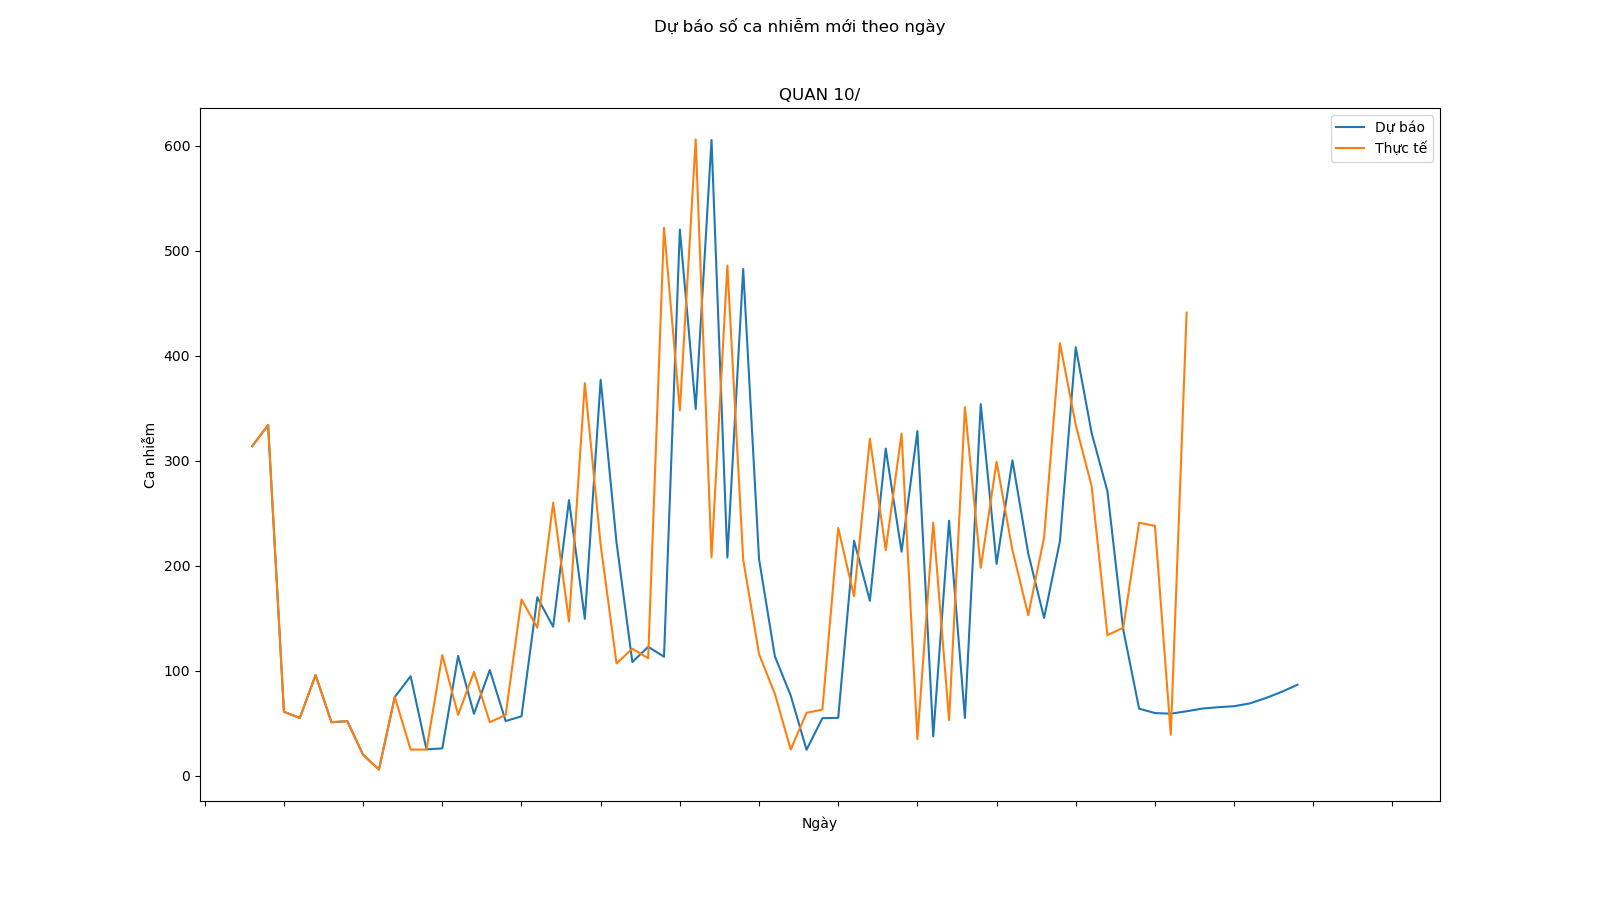 Dự báo số ca nhiễm mới theo ngày
QUAN 10/
Dự báo
Thực tế
600
500
400
300
200
100
0
Ca nhiễm
Ngày